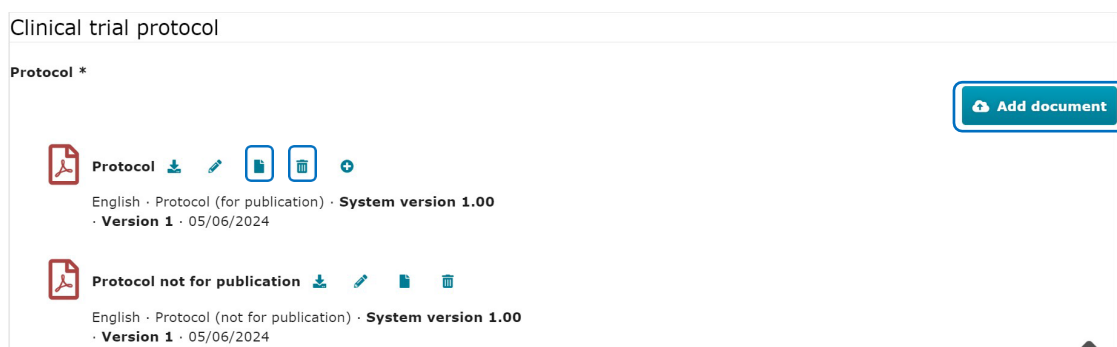 Clinical trial protocol
Protocol *
Add document
Protocol
English · Protocol (for publication) · System version 1.00
· Version 1 · 05/06/2024
Protocol not for publication
English · Protocol (not for publication) · System version 1.00
· Version 1 · 05/06/2024